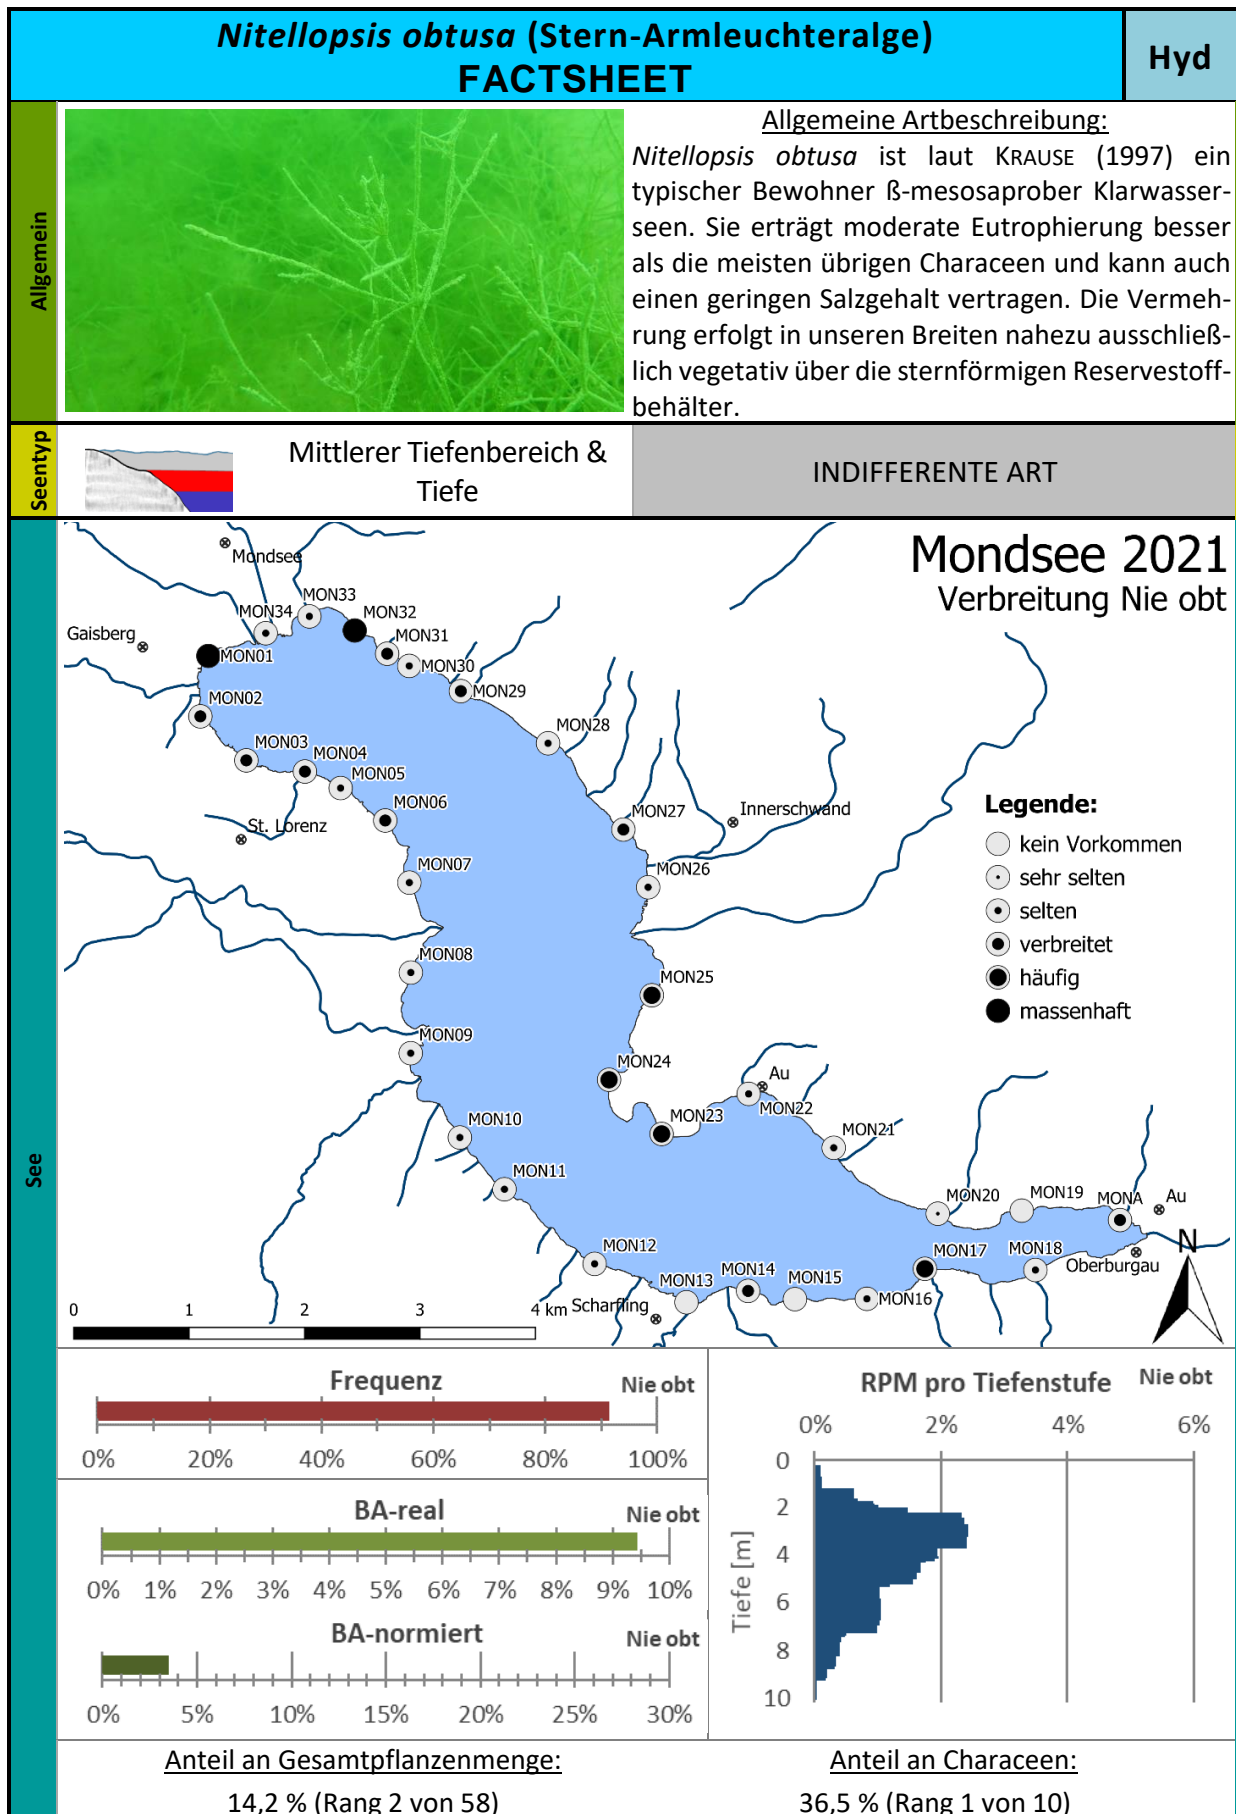 Nitellopsis obtusa (Stern-Armleuchteralge)
FACTSHEET
Hyd
Allgemein
Allgemeine Artbeschreibung:
Nitellopsis obtusa ist laut KRAUSE (1997) ein
typischer Bewohner ß-mesosaprober Klarwasser-
seen. Sie erträgt moderate Eutrophierung besser
als die meisten übrigen Characeen und kann auch
einen geringen Salzgehalt vertragen. Die Vermeh-
rung erfolgt in unseren Breiten nahezu ausschließ-
lich vegetativ über die sternförmigen Reservestoff-
behälter.
Seentyp
Mittlerer Tiefenbereich &
Tiefe
INDIFFERENTE ART
See
Mondsee 2021
Verbreitung Nie obt
Mondsee
MON33
MON34
MON32
Gaisberg
MON31
MON01
MON30
MON29
MON02
MON28
MON03
MON04
MON05
MON06
St. Lorenz
MON27
Innerschwand
MON07
MON26
MON08
MON25
MON09
MON24
Au
MON22
MON23
MON10
MON21
MON11
MON20
MON19
MONA
Au
MON12
MON17
MON18
Oberburgau
MON13
MON14
MON15
MON16
Scharfling
N
Legende:
kein Vorkommen
sehr selten
selten
verbreitet
häufig
massenhaft
0 1 2 3 4 km
Frequenz
Nie obt
0% 20% 40% 60% 80% 100%
BA-real
Nie obt
0% 1% 2% 3% 4% 5% 6% 7% 8% 9% 10%
BA-normiert
Nie obt
0% 5% 10% 15% 20% 25% 30%
RPM pro Tiefenstufe
Nie obt
0% 2% 4% 6%
Tiefe [m]
0
2
4
6
8
10
Anteil an Gesamtpflanzenmenge:
14,2 % (Rang 2 von 58)
Anteil an Characeen:
36,5 % (Rang 1 von 10)